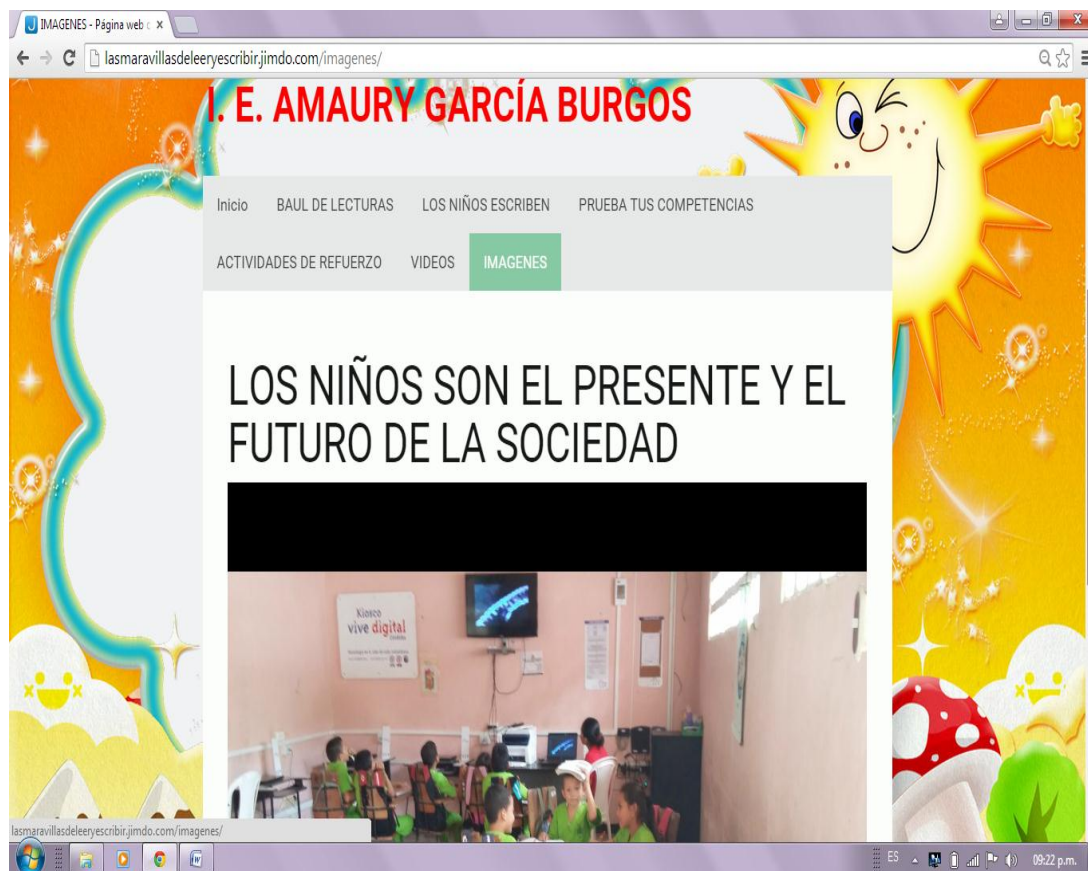 IMAGENES - Página web c
lasmaravillasdeleeryescribir.jimdo.com/imagenes/
I. E. AMAURY GARCÍA BURGOS
Inicio BAUL DE LECTURAS LOS NIÑOS ESCRIBEN PRUEBA TUS COMPETENCIAS
ACTIVIDADES DE REFUERZO VIDEOS IMAGENES
LOS NIÑOS SON EL PRESENTE Y EL
FUTURO DE LA SOCIEDAD
Kiosco
vive digital
lasmaravillasdeleeryescribir.jimdo.com/imagenes/
ES 09:22 p.m.